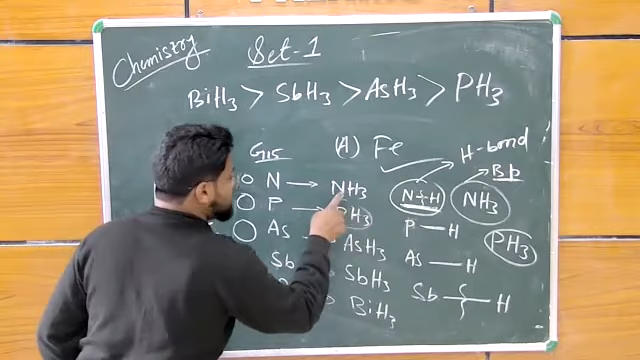 Chemistry
Set-1
BiH3 > SbH3 > AsH3 > PH3
G15
(A) Fe
H-bond
Bp
N → NH3
N-H
NH3
P → PH3
P-H
PH3
As → AsH3
As-H
Sb → SbH3
Sb-H
BiH3